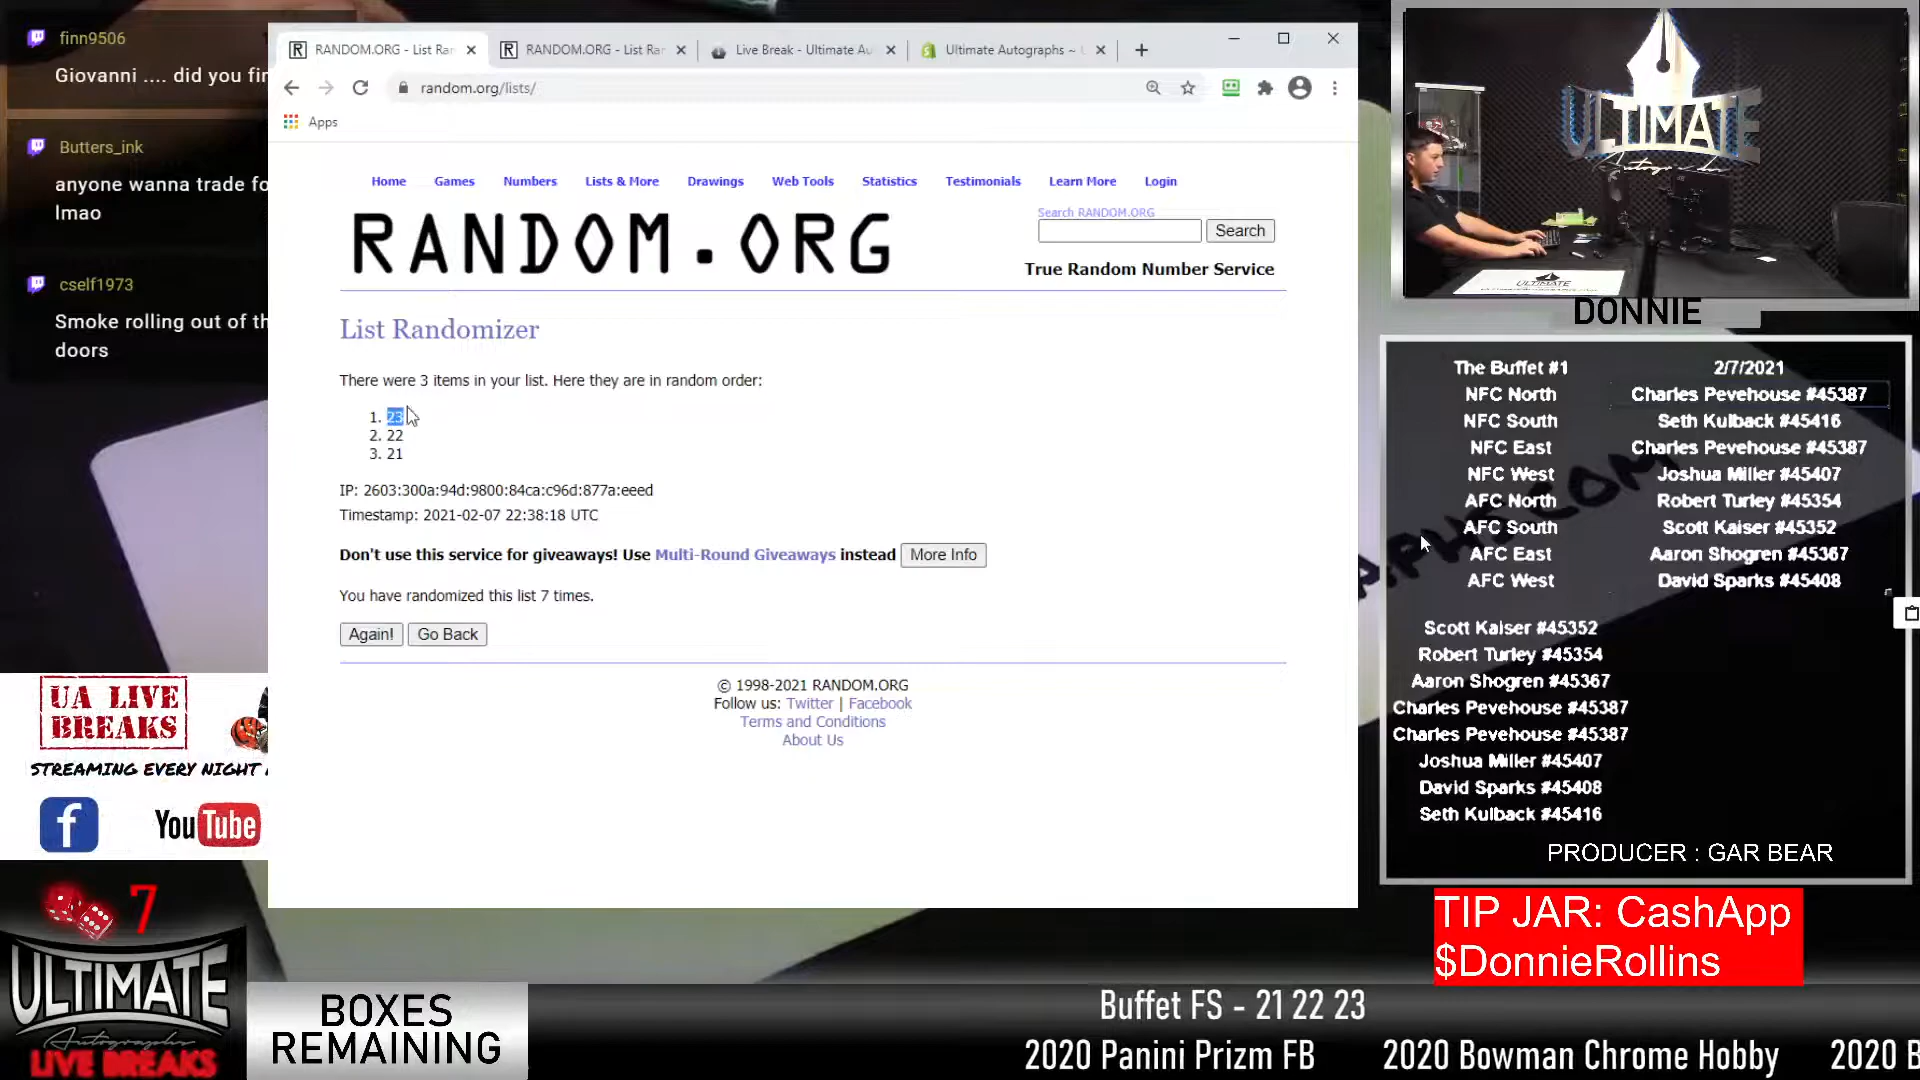 finn9506
Giovanni .... did you fin
Butters_ink
anyone wanna trade fo
lmao
cself1973
Smoke rolling out of th
doors
RANDOM.ORG - List Ran
RANDOM.ORG - List Ran
Live Break - Ultimate Au
Ultimate Autographs ~
random.org/lists/
Apps
Home Games Numbers Lists & More Drawings Web Tools Statistics Testimonials Learn More Login
RANDOM.ORG
Search RANDOM.ORG
Search
True Random Number Service
List Randomizer
There were 3 items in your list. Here they are in random order:
1. 23
2. 22
3. 21
IP: 2603:300a:94d:9800:84ca:c96d:877a:eeed
Timestamp: 2021-02-07 22:38:18 UTC
Don't use this service for giveaways! Use Multi-Round Giveaways instead More Info
You have randomized this list 7 times.
Again! Go Back
© 1998-2021 RANDOM.ORG
Follow us: Twitter | Facebook
Terms and Conditions
About Us
ULTIMATE
Autographs
ULTIMATE
DONNIE
The Buffet #1 2/7/2021
NFC North Charles Pevehouse #45387
NFC South Seth Kulback #45416
NFC East Charles Pevehouse #45387
NFC West Joshua Miller #45407
AFC North Robert Turley #45354
AFC South Scott Kaiser #45352
AFC East Aaron Shogren #45367
AFC West David Sparks #45408
Scott Kaiser #45352
Robert Turley #45354
Aaron Shogren #45367
Charles Pevehouse #45387
Charles Pevehouse #45387
Joshua Miller #45407
David Sparks #45408
Seth Kulback #45416
PRODUCER : GAR BEAR
TIP JAR: CashApp
$DonnieRollins
UA LIVE
BREAKS
STREAMING EVERY NIGHT
f
YouTube
7
ULTIMATE
Autographs
LIVE BREAKS
BOXES
REMAINING
Buffet FS - 21 22 23
2020 Panini Prizm FB 2020 Bowman Chrome Hobby 2020 B